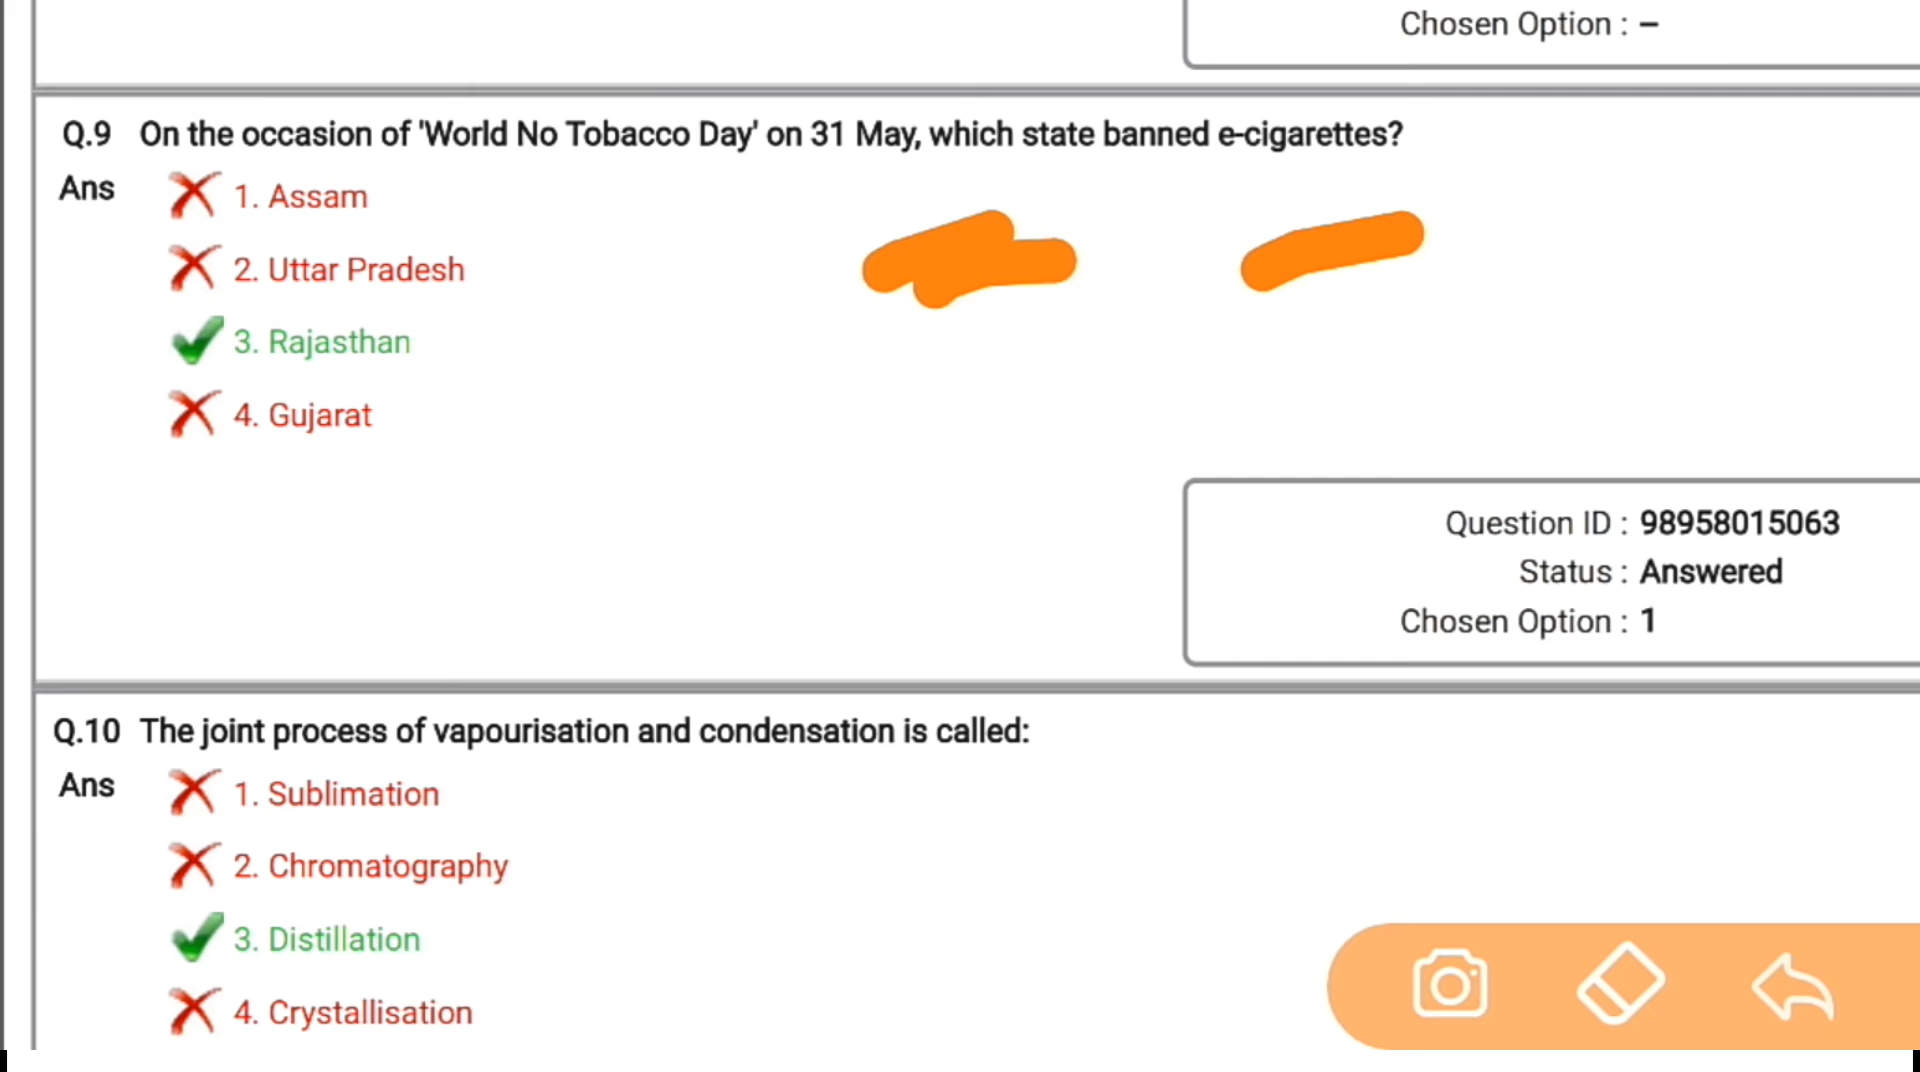 Chosen Option : –
Q.9 On the occasion of 'World No Tobacco Day' on 31 May, which state banned e-cigarettes?
Ans 1. Assam
2. Uttar Pradesh
3. Rajasthan
4. Gujarat
Question ID : 98958015063
Status : Answered
Chosen Option : 1
Q.10 The joint process of vapourisation and condensation is called:
Ans 1. Sublimation
2. Chromatography
3. Distillation
4. Crystallisation